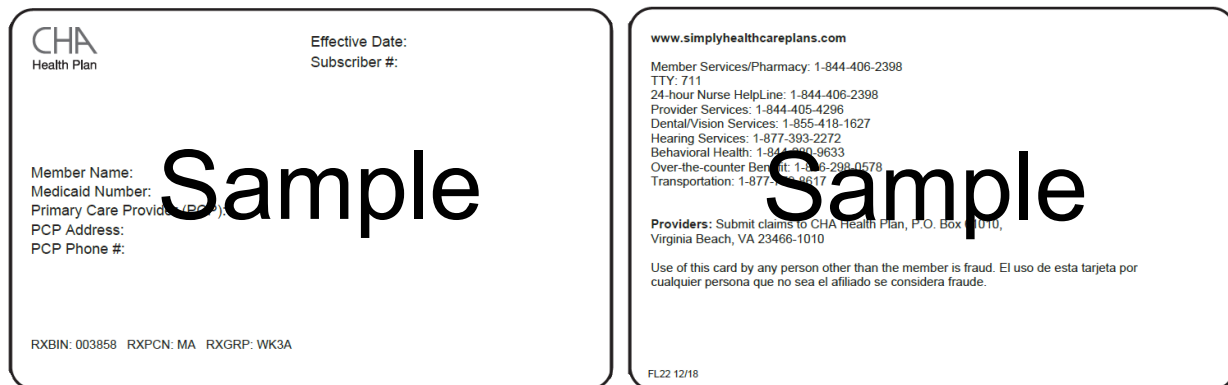 CHA
Health Plan
Effective Date:
Subscriber #:
Member Name:
Medicaid Number:
Primary Care Provider (PCP):
PCP Address:
PCP Phone #:
RXBIN: 003858 RXPCN: MA RXGRP: WK3A
Sample
www.simplyhealthcareplans.com
Member Services/Pharmacy: 1-844-406-2398
TTY: 711
24-hour Nurse HelpLine: 1-844-406-2398
Provider Services: 1-844-405-4296
Dental/Vision Services: 1-855-418-1627
Hearing Services: 1-877-393-2272
Behavioral Health:
Over-the-counter Benefit:
Transportation:
Providers: Submit claims to CHA Health Plan, P.O. Box
Virginia Beach, VA 23466-1010
Use of this card by any person other than the member is fraud. El uso de esta tarjeta por
cualquier persona que no sea el afiliado se considera fraude.
FL22 12/18
Sample